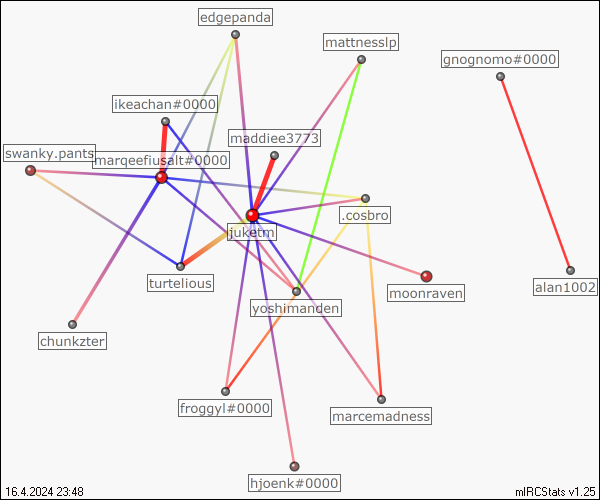 edgepanda
mattnesslp
gnognomo#0000
ikeachan#0000
maddiee3773
swanky.pants
marqeefiusalt#0000
.cosbro
juketm
turtelious
moonraven
alan1002
yoshimanden
chunkzter
froggyl#0000
marcemadness
hjoenk#0000
16.4.2024 23:48
mIRCStats v1.25